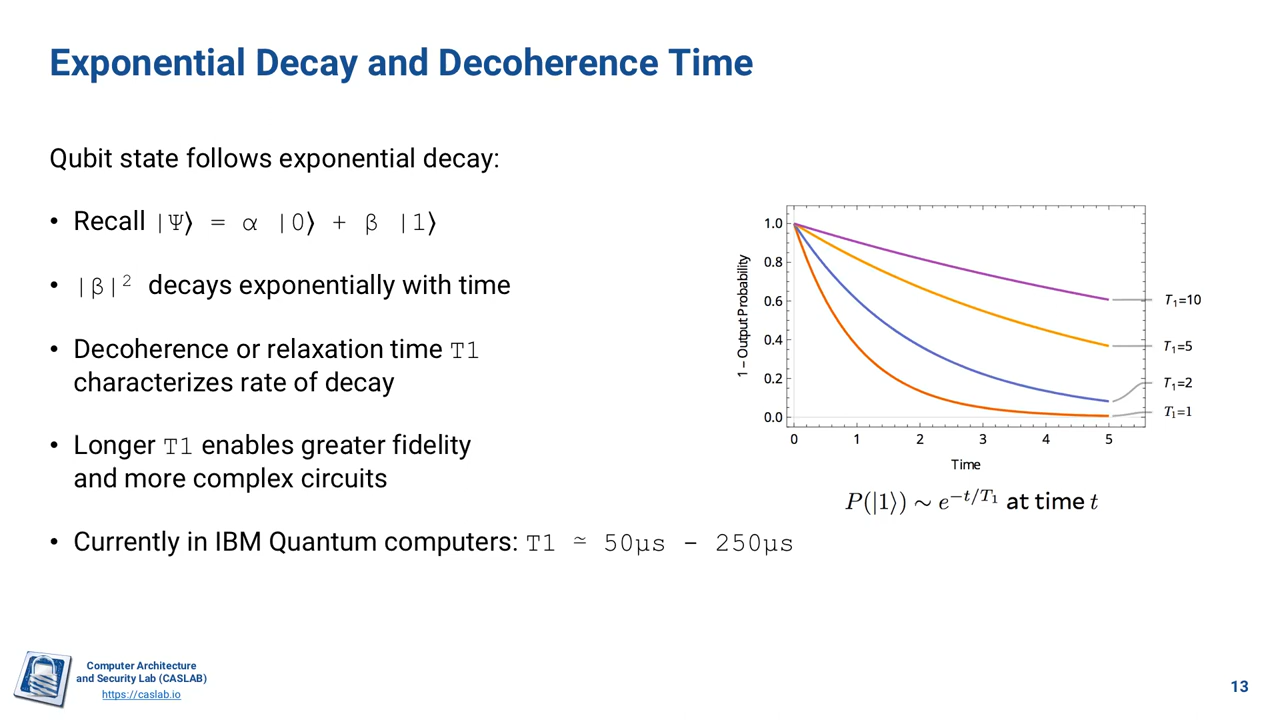 Exponential Decay and Decoherence Time
Qubit state follows exponential decay:
• Recall |Ψ⟩ = α |0⟩ + β |1⟩
• |β|² decays exponentially with time
• Decoherence or relaxation time T1
characterizes rate of decay
• Longer T1 enables greater fidelity
and more complex circuits
• Currently in IBM Quantum computers: T1 ≃ 50µs - 250µs
1 – Output Probability
1.0
0.8
0.6
0.4
0.2
0.0
0 1 2 3 4 5
Time
T₁=10
T₁=5
T₁=2
T₁=1
P(|1⟩) ∼ e^{−t/T₁} at time t
Computer Architecture
and Security Lab (CASLAB)
https://caslab.io
13